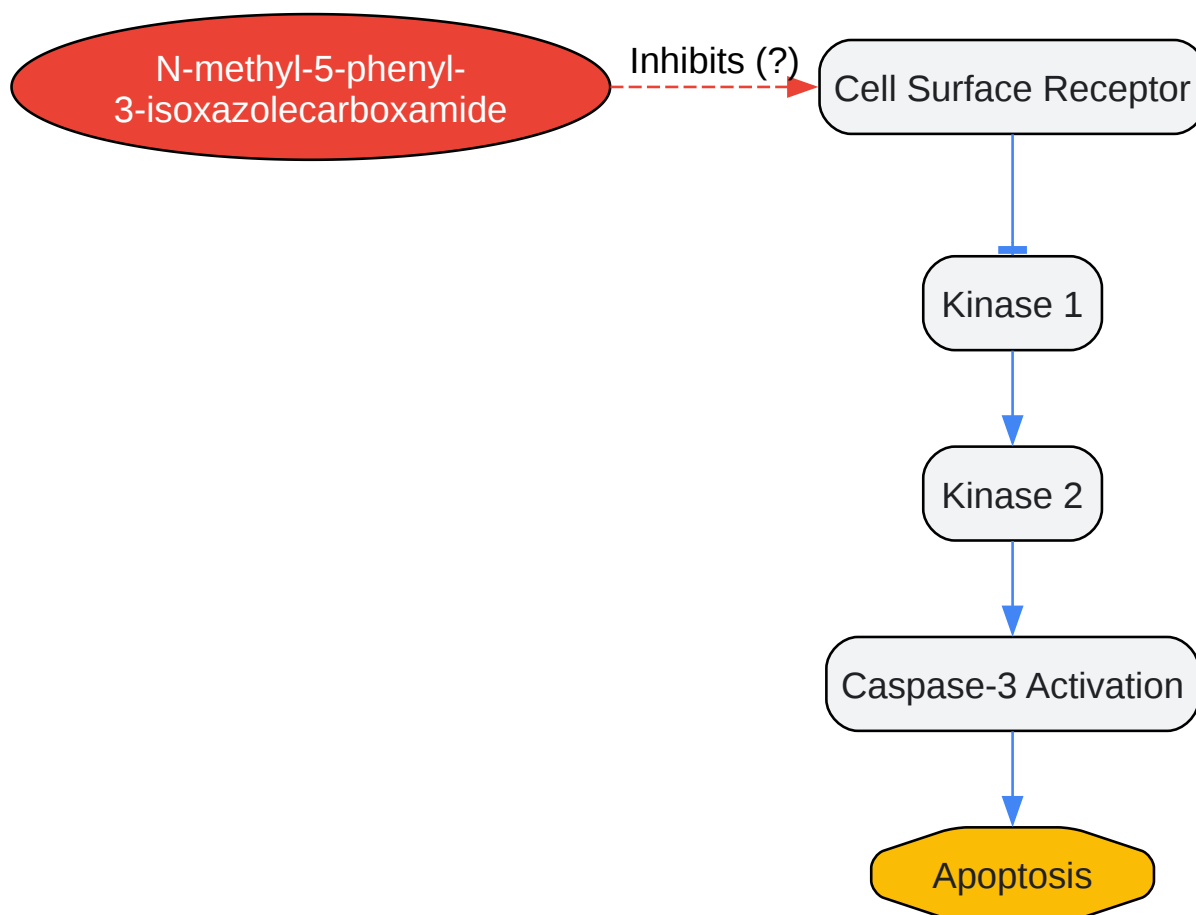 N-methyl-5-phenyl-
3-isoxazolecarboxamide
Inhibits (?)
Cell Surface Receptor
Kinase 1
Kinase 2
Caspase-3 Activation
Apoptosis